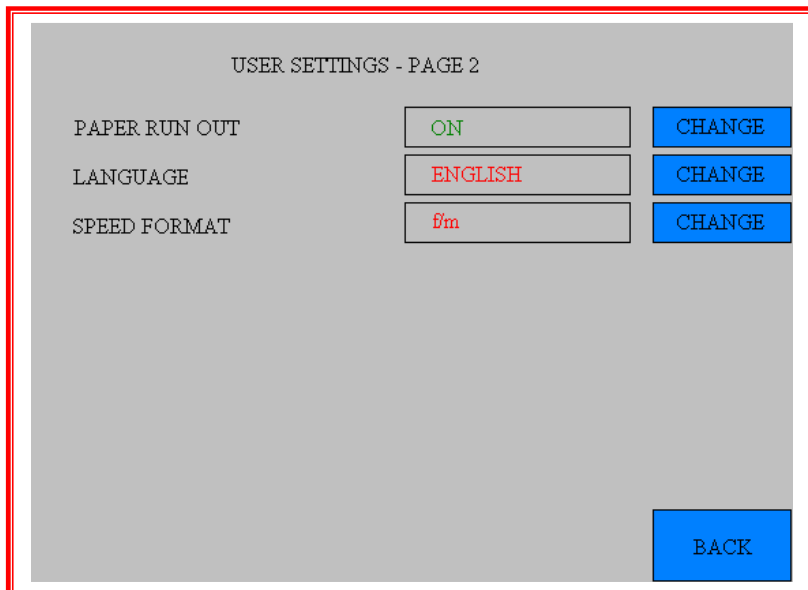 USER SETTINGS - PAGE 2
PAPER RUN OUT ON CHANGE
LANGUAGE ENGLISH CHANGE
SPEED FORMAT f/m CHANGE
BACK